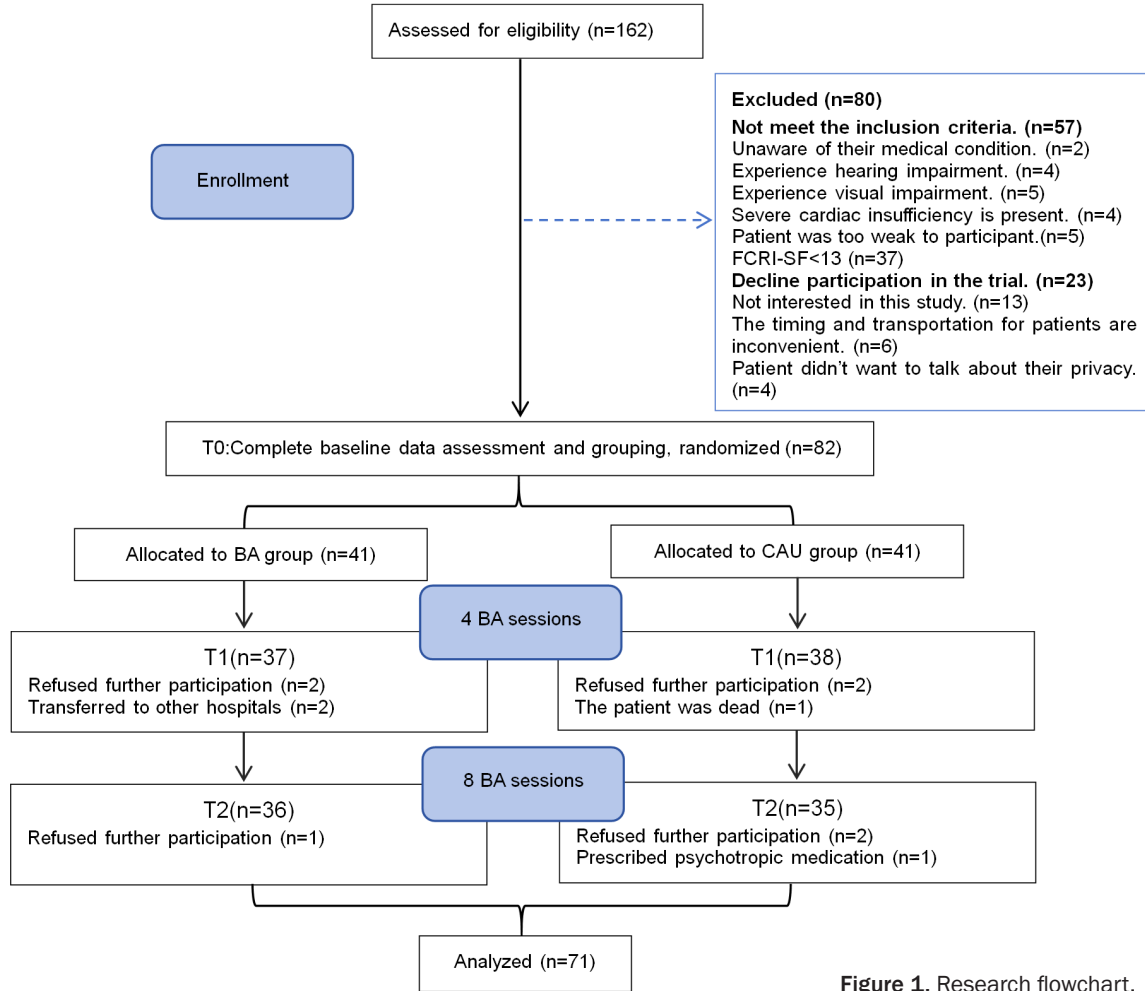 Assessed for eligibility (n=162)
Excluded (n=80)
Not meet the inclusion criteria. (n=57)
Unaware of their medical condition. (n=2)
Experience hearing impairment. (n=4)
Experience visual impairment. (n=5)
Severe cardiac insufficiency is present. (n=4)
Patient was too weak to participant.(n=5)
FCRI-SF<13 (n=37)
Decline participation in the trial. (n=23)
Not interested in this study. (n=13)
The timing and transportation for patients are
inconvenient. (n=6)
Patient didn't want to talk about their privacy.
(n=4)
Enrollment
T0:Complete baseline data assessment and grouping, randomized (n=82)
Allocated to BA group (n=41)
Allocated to CAU group (n=41)
4 BA sessions
T1(n=37)
Refused further participation (n=2)
Transferred to other hospitals (n=2)
T1(n=38)
Refused further participation (n=2)
The patient was dead (n=1)
8 BA sessions
T2(n=36)
Refused further participation (n=1)
T2(n=35)
Refused further participation (n=2)
Prescribed psychotropic medication (n=1)
Analyzed (n=71)
Figure 1. Research flowchart.